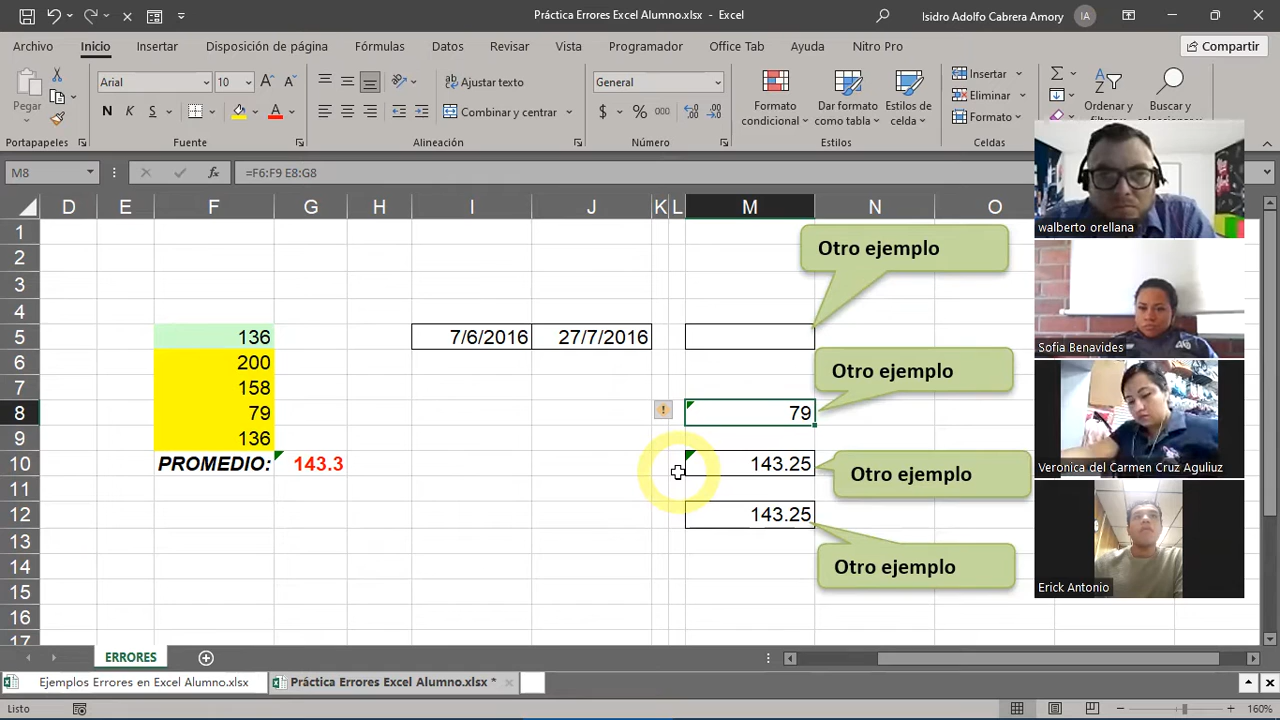 Práctica Errores Excel Alumno.xlsx - Excel
Isidro Adolfo Cabrera Amory
IA
Archivo Inicio Insertar Disposición de página Fórmulas Datos Revisar Vista Programador Office Tab Ayuda Nitro Pro
Compartir
Pegar
Portapapeles
Arial 10
N K S
Fuente
Ajustar texto
Combinar y centrar
Alineación
General
$ % 000
Número
Formato condicional
Dar formato como tabla
Estilos de celda
Estilos
Insertar
Eliminar
Formato
Ordenar y
Buscar y
M8 fx =F6:F9 E8:G8
D E F G H I J K L M N O
1
2
3
4
5 136 7/6/2016 27/7/2016
6 200
7 158
8 79 79
9 136
10 PROMEDIO: 143.3 143.25
11
12 143.25
13
14
15
16
17
Otro ejemplo
Otro ejemplo
Otro ejemplo
Otro ejemplo
walberto orellana
Sofía Benavides
Veronica del Carmen Cruz Aguliuz
Erick Antonio
ERRORES
Ejemplos Errores en Excel Alumno.xlsx
Práctica Errores Excel Alumno.xlsx *
Listo
160%